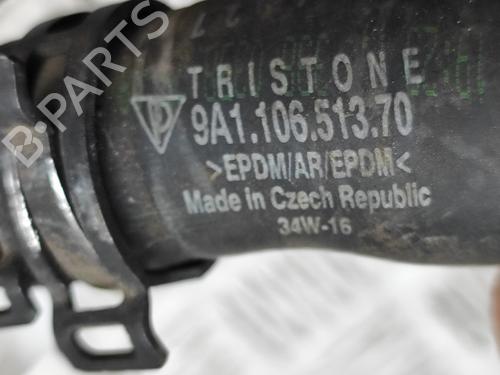 TRISTONE
9A1.106.513.70
>EPDM/AR/EPDM<
Made in Czech Republic
34W-16
B-PARTS